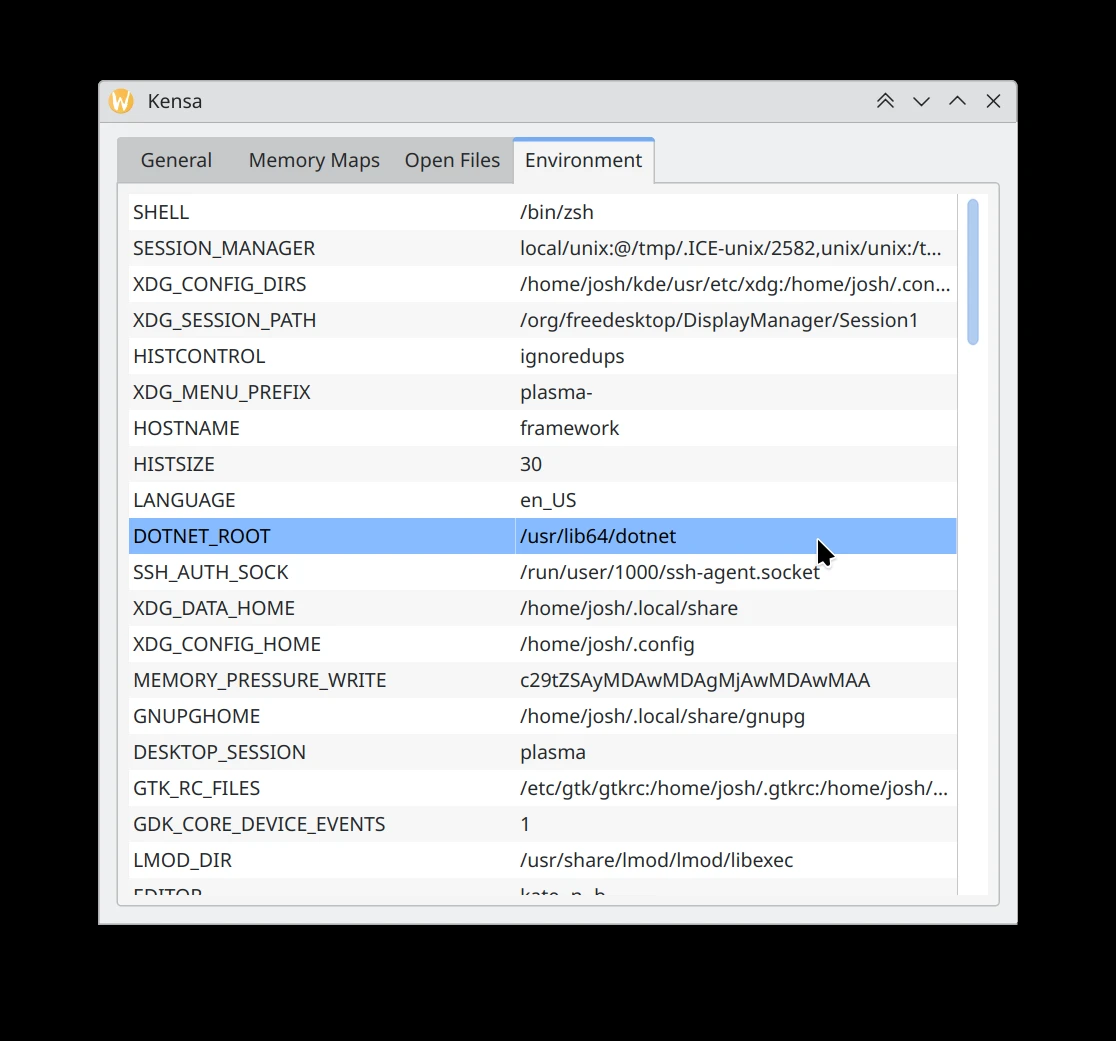 Kensa
General Memory Maps Open Files Environment
SHELL /bin/zsh
SESSION_MANAGER local/unix:@/tmp/.ICE-unix/2582,unix/unix:/t...
XDG_CONFIG_DIRS /home/josh/kde/usr/etc/xdg:/home/josh/.con...
XDG_SESSION_PATH /org/freedesktop/DisplayManager/Session1
HISTCONTROL ignoredups
XDG_MENU_PREFIX plasma-
HOSTNAME framework
HISTSIZE 30
LANGUAGE en_US
DOTNET_ROOT /usr/lib64/dotnet
SSH_AUTH_SOCK /run/user/1000/ssh-agent.socket
XDG_DATA_HOME /home/josh/.local/share
XDG_CONFIG_HOME /home/josh/.config
MEMORY_PRESSURE_WRITE c29tZSAyMDAwMDAgMjAwMDAwMAA
GNUPGHOME /home/josh/.local/share/gnupg
DESKTOP_SESSION plasma
GTK_RC_FILES /etc/gtk/gtkrc:/home/josh/.gtkrc:/home/josh/...
GDK_CORE_DEVICE_EVENTS 1
LMOD_DIR /usr/share/lmod/lmod/libexec
EDITOR